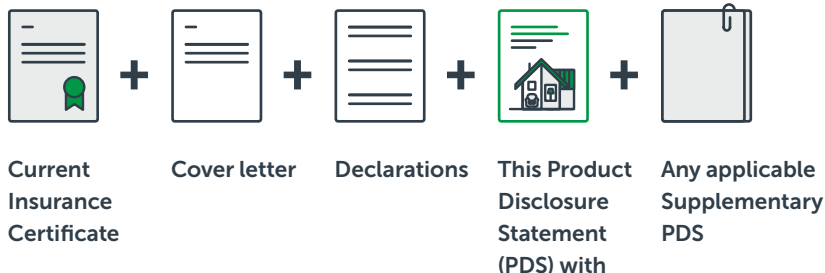 Current
Insurance
Certificate
Cover letter
Declarations
This Product
Disclosure
Statement
(PDS) with
Any applicable
Supplementary
PDS